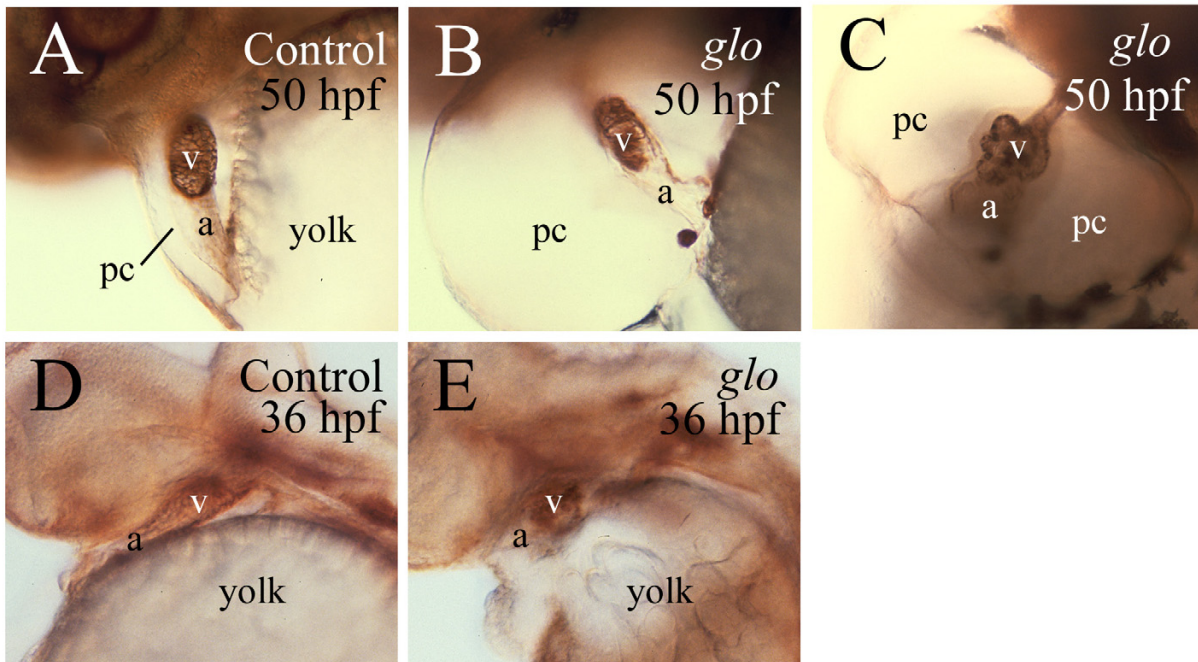 A Control
50 hpf
v
a
pc
yolk
B glo
50 hpf
v
a
pc
C glo
50 hpf
pc
v
a
pc
D Control
36 hpf
v
a
yolk
E glo
36 hpf
v
a
yolk